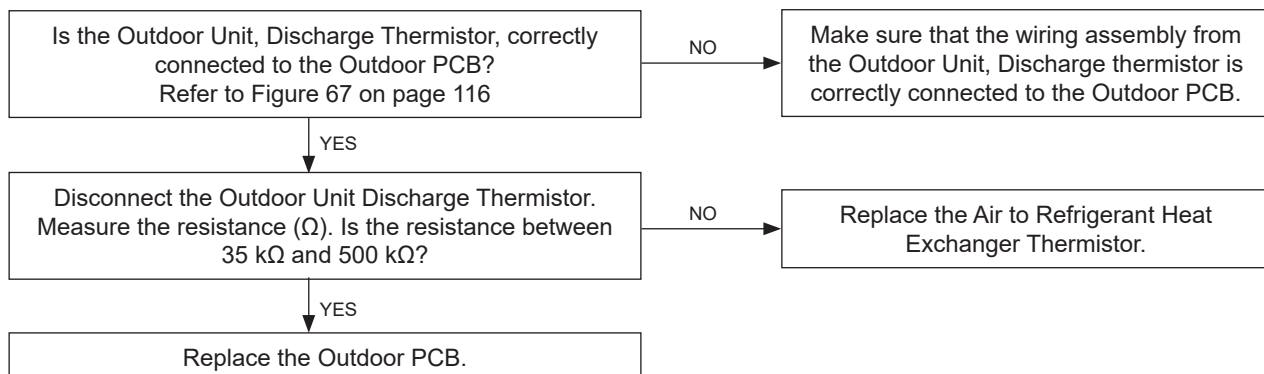 Is the Outdoor Unit, Discharge Thermistor, correctly
connected to the Outdoor PCB?
Refer to Figure 67 on page 116
NO
Make sure that the wiring assembly from
the Outdoor Unit, Discharge thermistor is
correctly connected to the Outdoor PCB.
YES
Disconnect the Outdoor Unit Discharge Thermistor.
Measure the resistance (Ω). Is the resistance between
35 kΩ and 500 kΩ?
NO
Replace the Air to Refrigerant Heat
Exchanger Thermistor.
YES
Replace the Outdoor PCB.